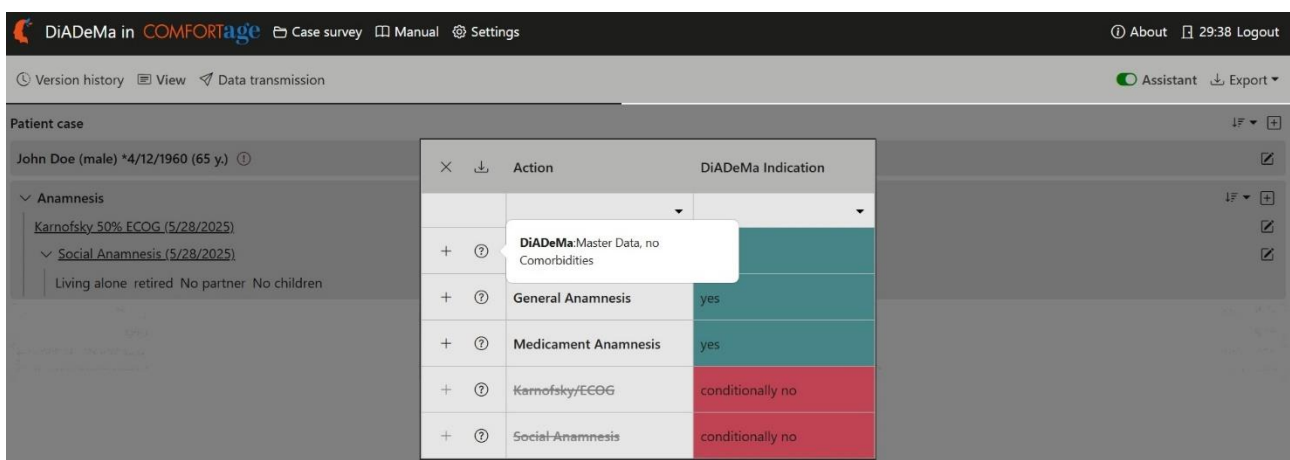 DiADeMa in COMFORTage Case survey Manual Settings About 29:38 Logout
Version history View Data transmission Assistant Export
Patient case
John Doe (male) *4/12/1960 (65 y.)
Action DiADeMa Indication
Anamnesis
Karnofsky 50% ECOG (5/28/2025)
Social Anamnesis (5/28/2025)
Living alone retired No partner No children
DiADeMa:Master Data, no
Comorbidities
General Anamnesis yes
Medicament Anamnesis yes
Karnofsky/ECOG conditionally no
Social Anamnesis conditionally no